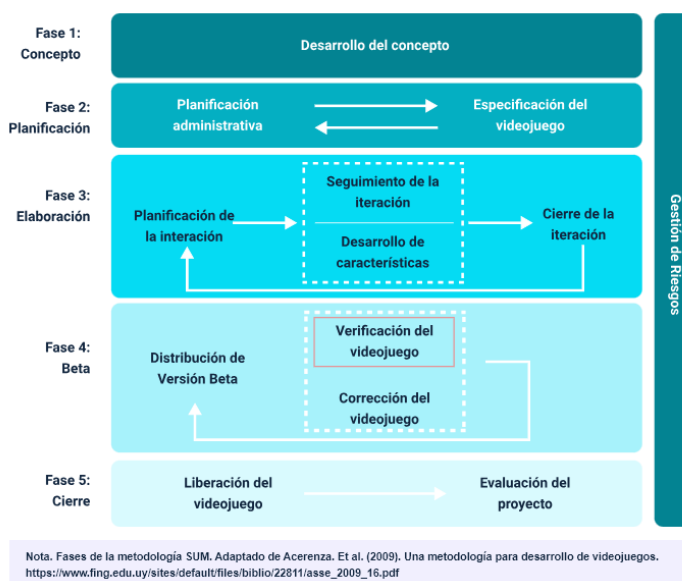 Fase 1:
Concepto
Desarrollo del concepto
Fase 2:
Planificación
Planificación
administrativa
Especificación del
videojuego
Fase 3:
Elaboración
Planificación de
la interación
Seguimiento de la
iteración
Desarrollo de
características
Cierre de la
iteración
Fase 4:
Beta
Distribución de
Versión Beta
Verificación del
videojuego
Corrección del
videojuego
Fase 5:
Cierre
Liberación del
videojuego
Evaluación del
proyecto
Gestión de Riesgos
Nota. Fases de la metodología SUM. Adaptado de Acerenza. Et al. (2009). Una metodología para desarrollo de videojuegos.
https://www.fing.edu.uy/sites/default/files/biblio/22811/asse_2009_16.pdf